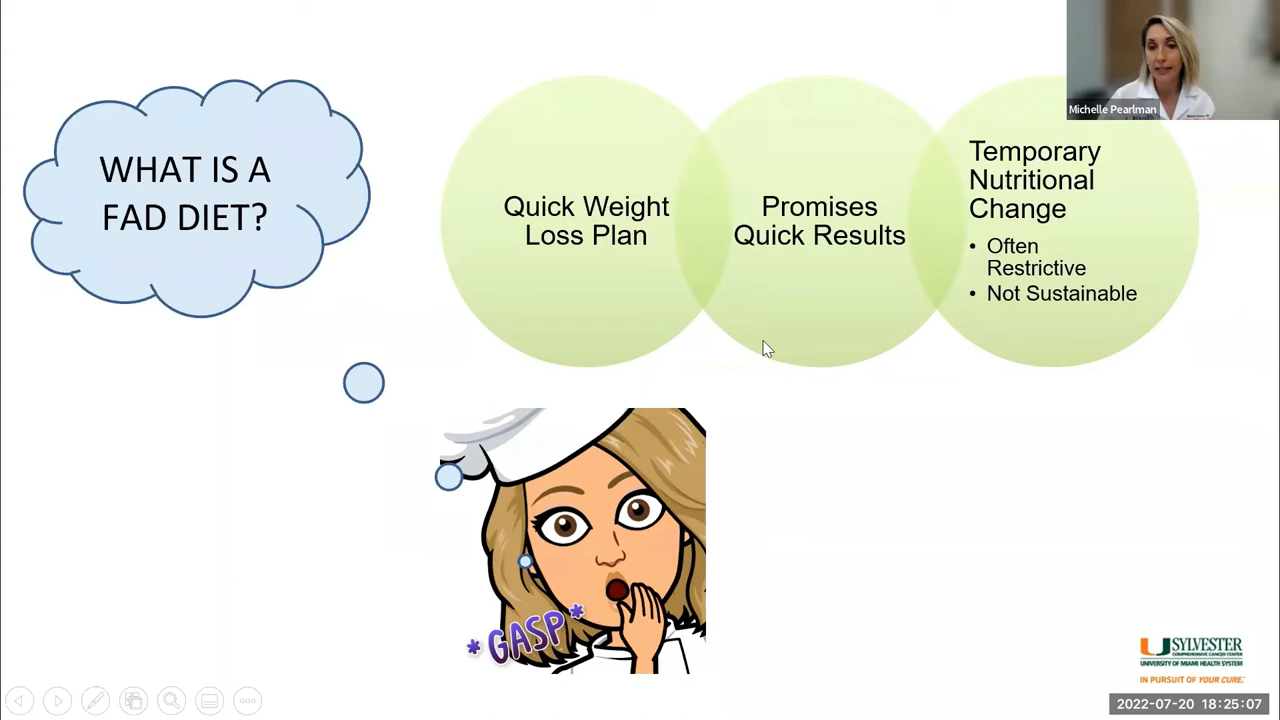 WHAT IS A
FAD DIET?
Quick Weight
Loss Plan
Promises
Quick Results
Temporary
Nutritional
Change
• Often
Restrictive
• Not Sustainable
Michelle Pearlman
*GASP*
SYLVESTER
COMPREHENSIVE CANCER CENTER
UNIVERSITY OF MIAMI HEALTH SYSTEM
IN PURSUIT OF YOUR CURE.
2022-07-20 18:25:07